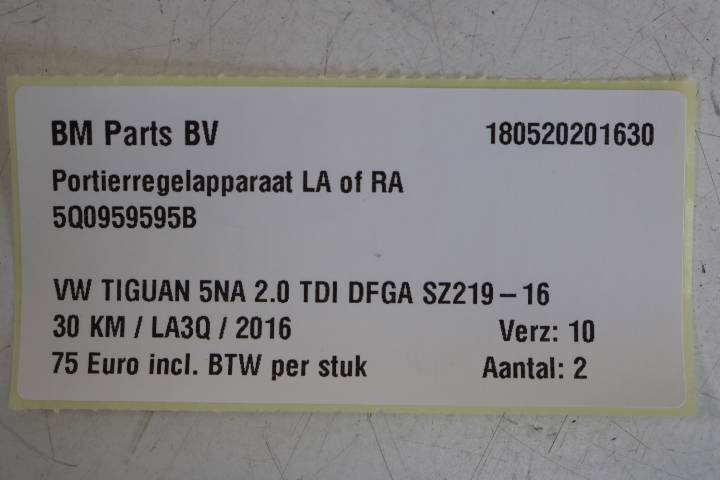 BM Parts BV 180520201630
Portierregelapparaat LA of RA
5Q0959595B
VW TIGUAN 5NA 2.0 TDI DFGA SZ219 – 16
30 KM / LA3Q / 2016 Verz: 10
75 Euro incl. BTW per stuk Aantal: 2